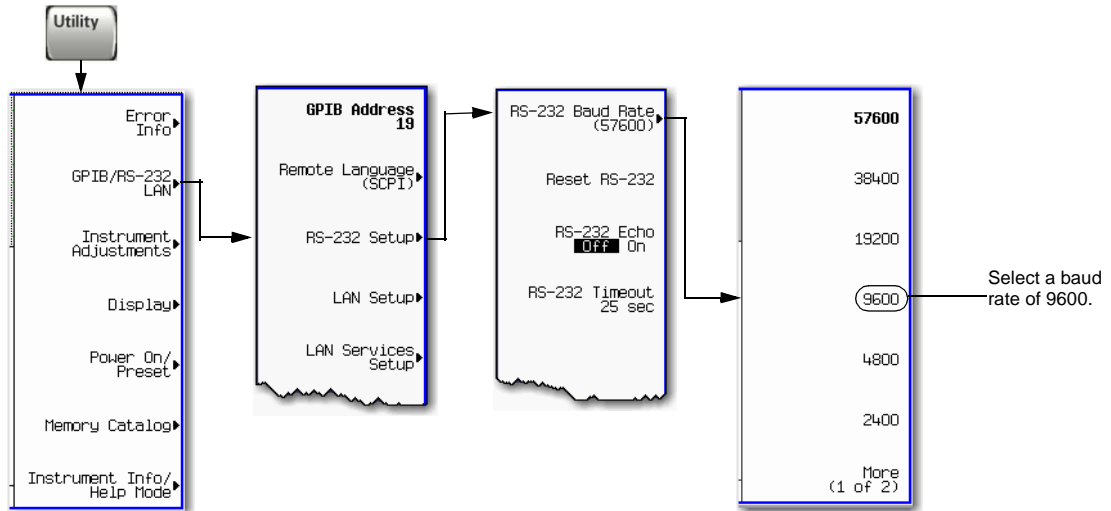 Utility
Error
Info
GPIB/RS-232
LAN
Instrument
Adjustments
Display
Power On/
Preset
Memory Catalog
Instrument Info/
Help Mode
GPIB Address
19
Remote Language
(SCPI)
RS-232 Setup
LAN Setup
LAN Services
Setup
RS-232 Baud Rate
(57600)
Reset RS-232
RS-232 Echo
Off On
RS-232 Timeout
25 sec
57600
38400
19200
9600
4800
2400
More
(1 of 2)
Select a baud
rate of 9600.